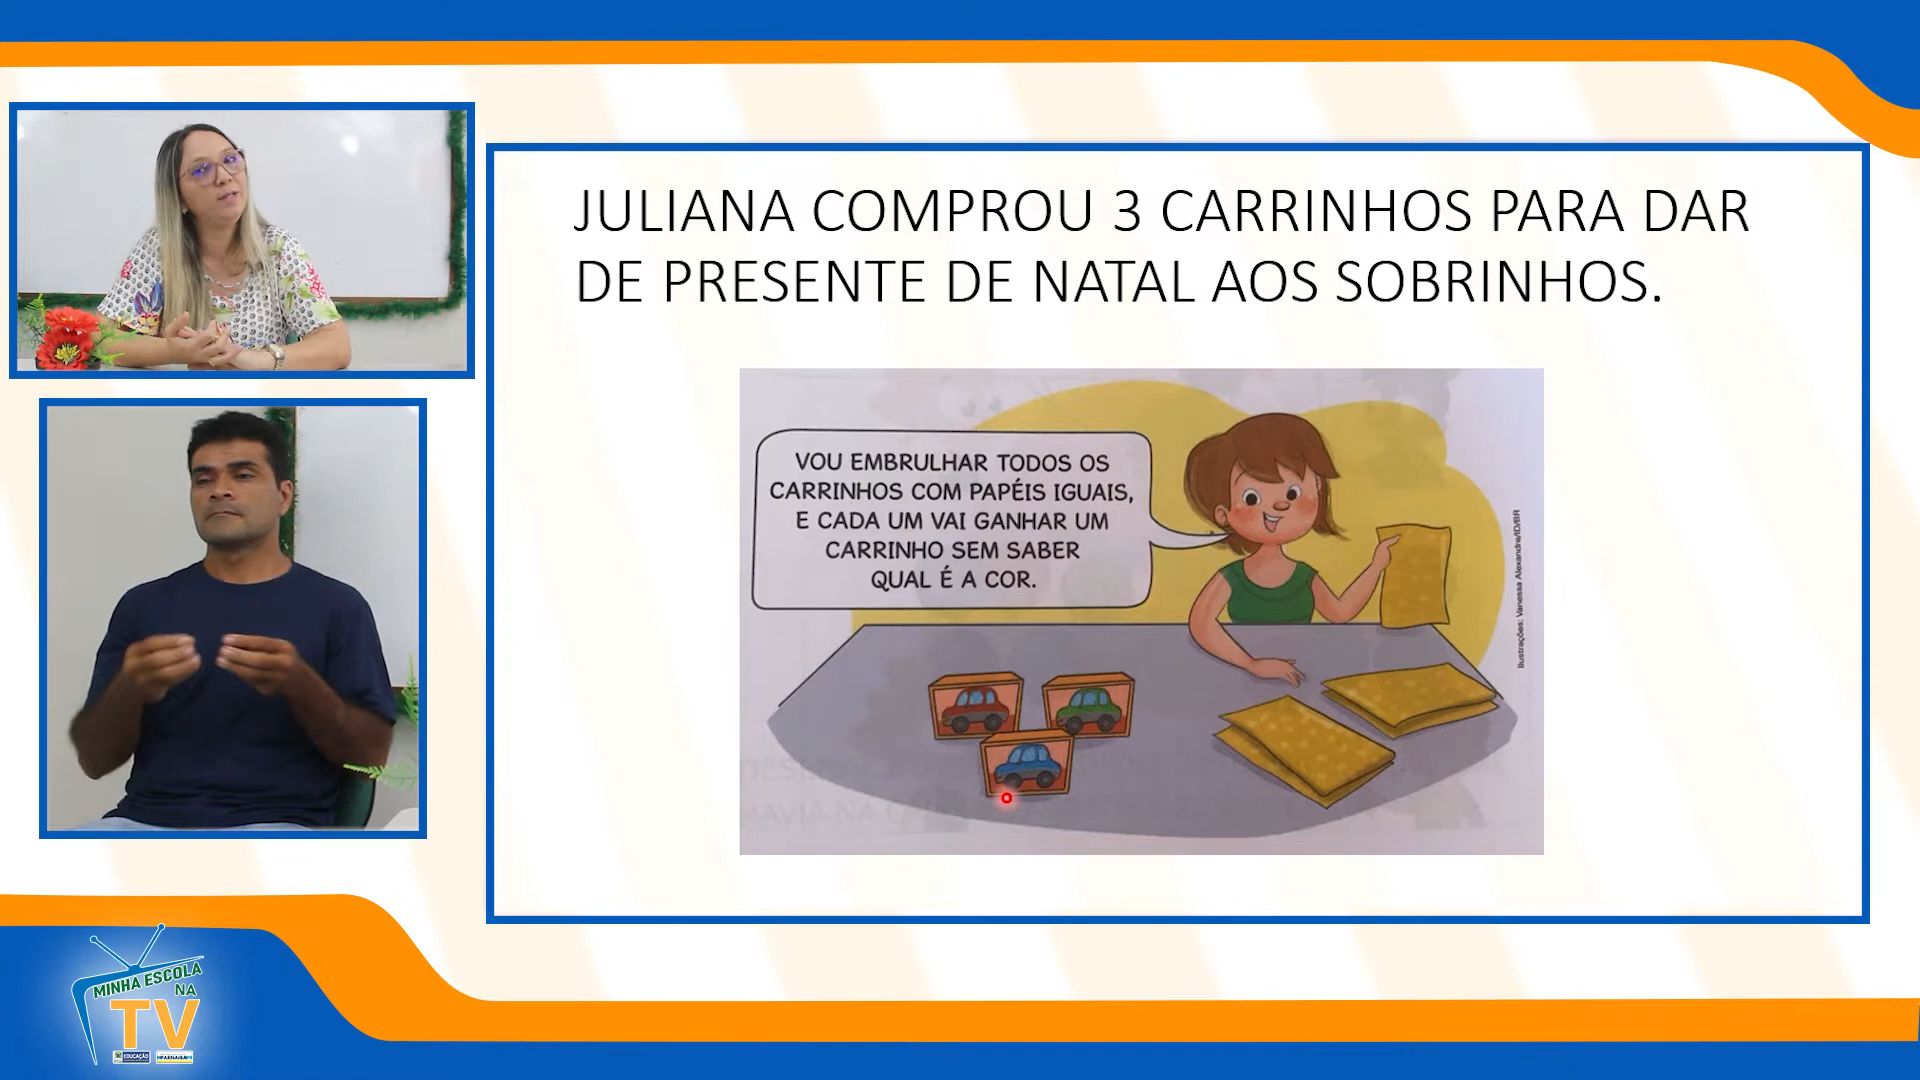 JULIANA COMPROU 3 CARRINHOS PARA DAR
DE PRESENTE DE NATAL AOS SOBRINHOS.
VOU EMBRULHAR TODOS OS
CARRINHOS COM PAPÉIS IGUAIS,
E CADA UM VAI GANHAR UM
CARRINHO SEM SABER
QUAL É A COR.
Ilustrações: Vanessa Alexandre/ID/BR
MINHA ESCOLA
NA
TV
EDUCAÇÃO
PARNAÍBA